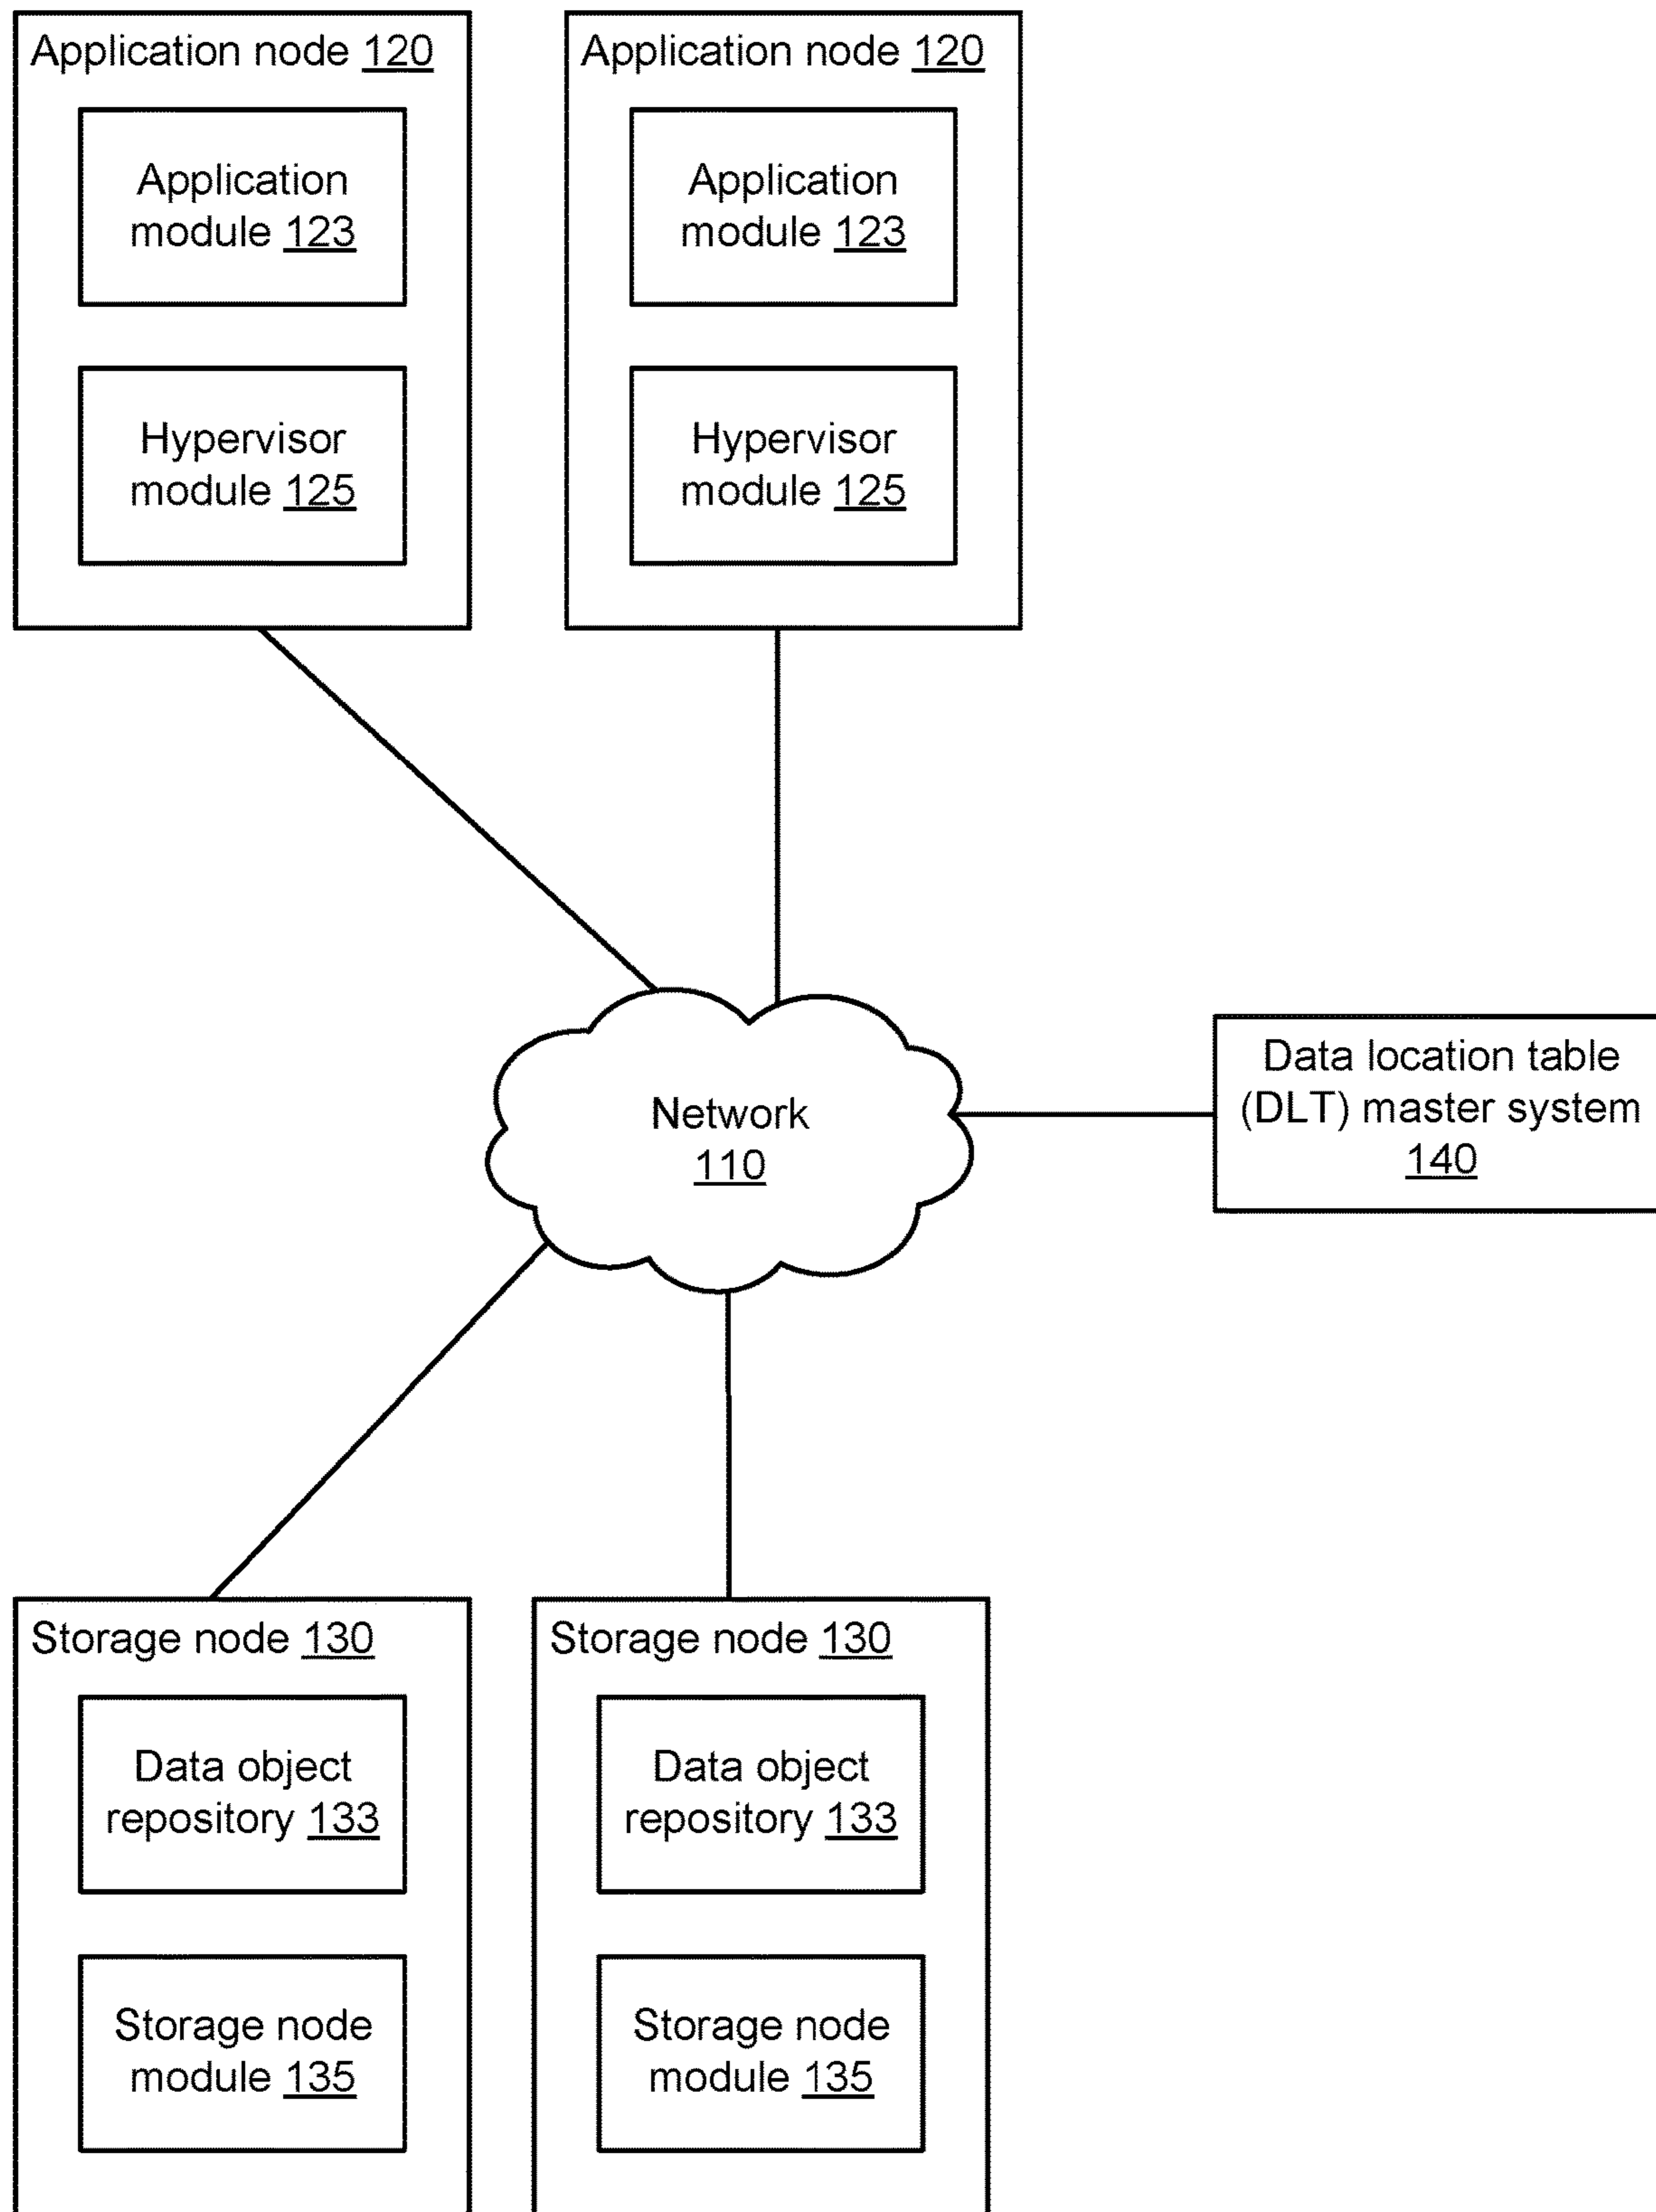 Application node 120
Application
module 123
Hypervisor
module 125
Application node 120
Application
module 123
Hypervisor
module 125
Network
110
Data location table
(DLT) master system
140
Storage node 130
Data object
repository 133
Storage node
module 135
Storage node 130
Data object
repository 133
Storage node
module 135